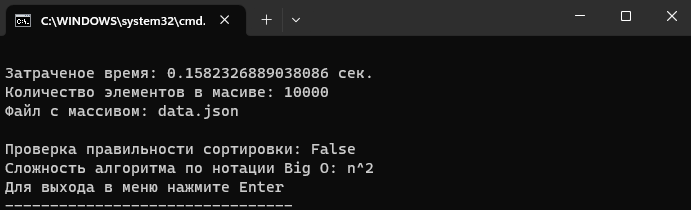 C:\WINDOWS\system32\cmd.
Затраченое время: 0.1582326889038086 сек.
Количество элементов в масиве: 10000
Файл с массивом: data.json
Проверка правильности сортировки: False
Сложность алгоритма по нотации Big O: n^2
Для выхода в меню нажмите Enter
--------------------------------